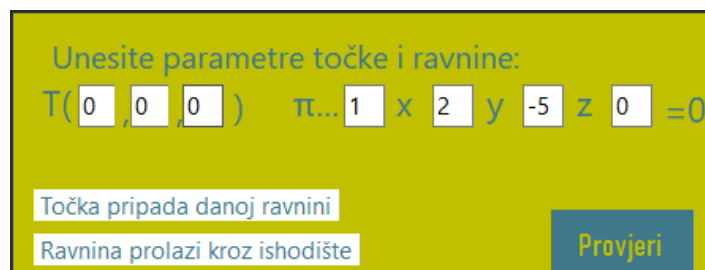 Unesite parametre točke i ravnine:
T( 0 , 0 , 0 ) π... 1 x 2 y -5 z 0 =0
Točka pripada danoj ravnini
Ravnina prolazi kroz ishodište
Provjeri